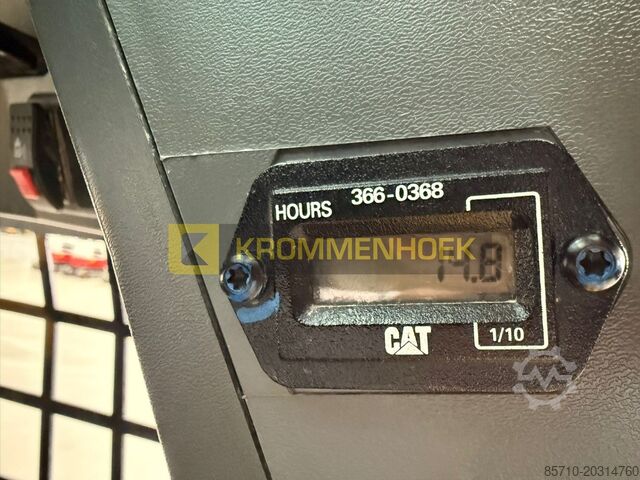 HOURS 366-0368
KROMMENHOEK
14.8
CAT
1/10
85710-20314760